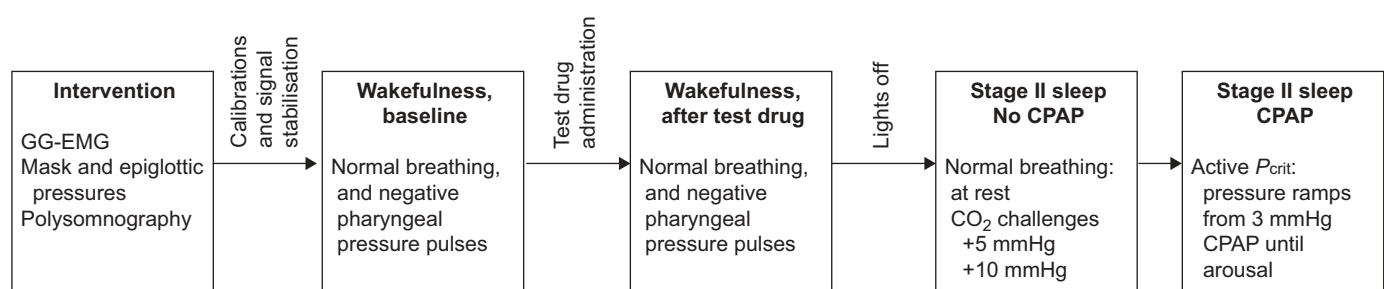 Intervention
GG-EMG
Mask and epiglottic
pressures
Polysomnography
Calibrations
and signal
stabilisation
Wakefulness,
baseline
Normal breathing,
and negative
pharyngeal
pressure pulses
Test drug
administration
Wakefulness,
after test drug
Normal breathing,
and negative
pharyngeal
pressure pulses
Lights off
Stage II sleep
No CPAP
Normal breathing:
at rest
CO₂ challenges
+5 mmHg
+10 mmHg
Stage II sleep
CPAP
Active Pcrit:
pressure ramps
from 3 mmHg
CPAP until
arousal